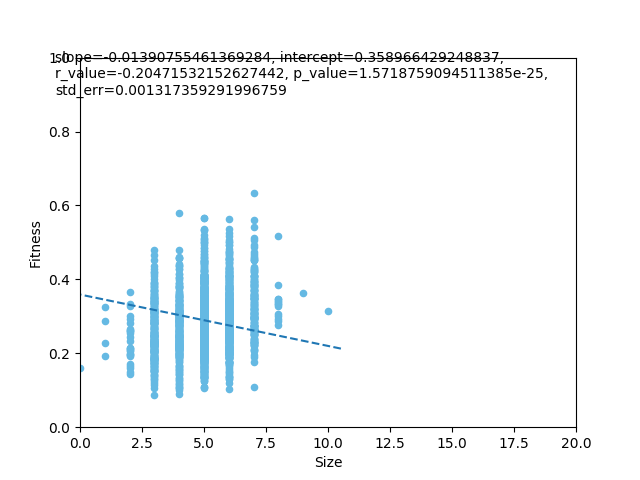 slope=-0.01390755461369284, intercept=0.358966429248837,
r_value=-0.20471532152627442, p_value=1.5718759094511385e-25,
std_err=0.001317359291996759
1.0
0.8
0.6
0.4
0.2
0.0
Fitness
0.0 2.5 5.0 7.5 10.0 12.5 15.0 17.5 20.0
Size